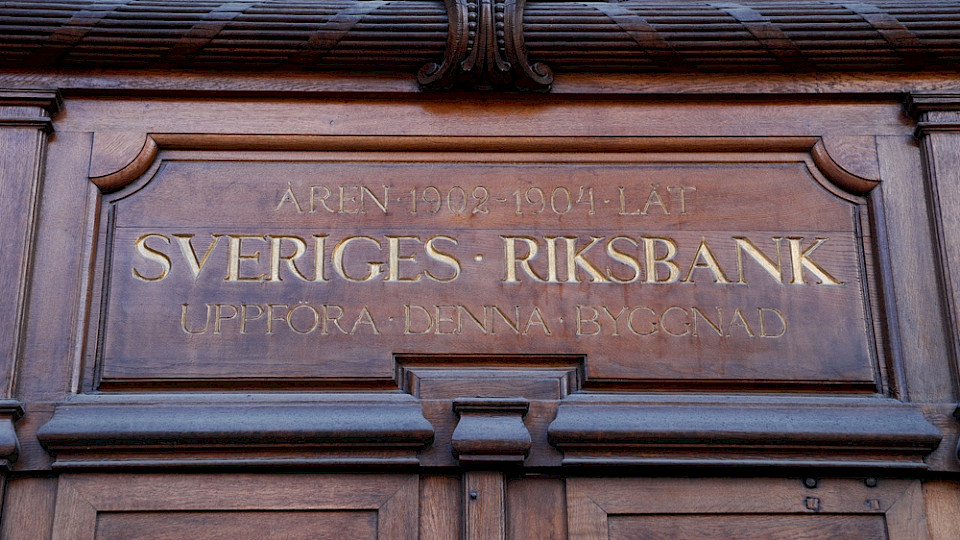 ÅREN·1902-1904·LÄT
SVERIGES·RIKSBANK
UPPFÖRA·DENNA·BYGGNAD